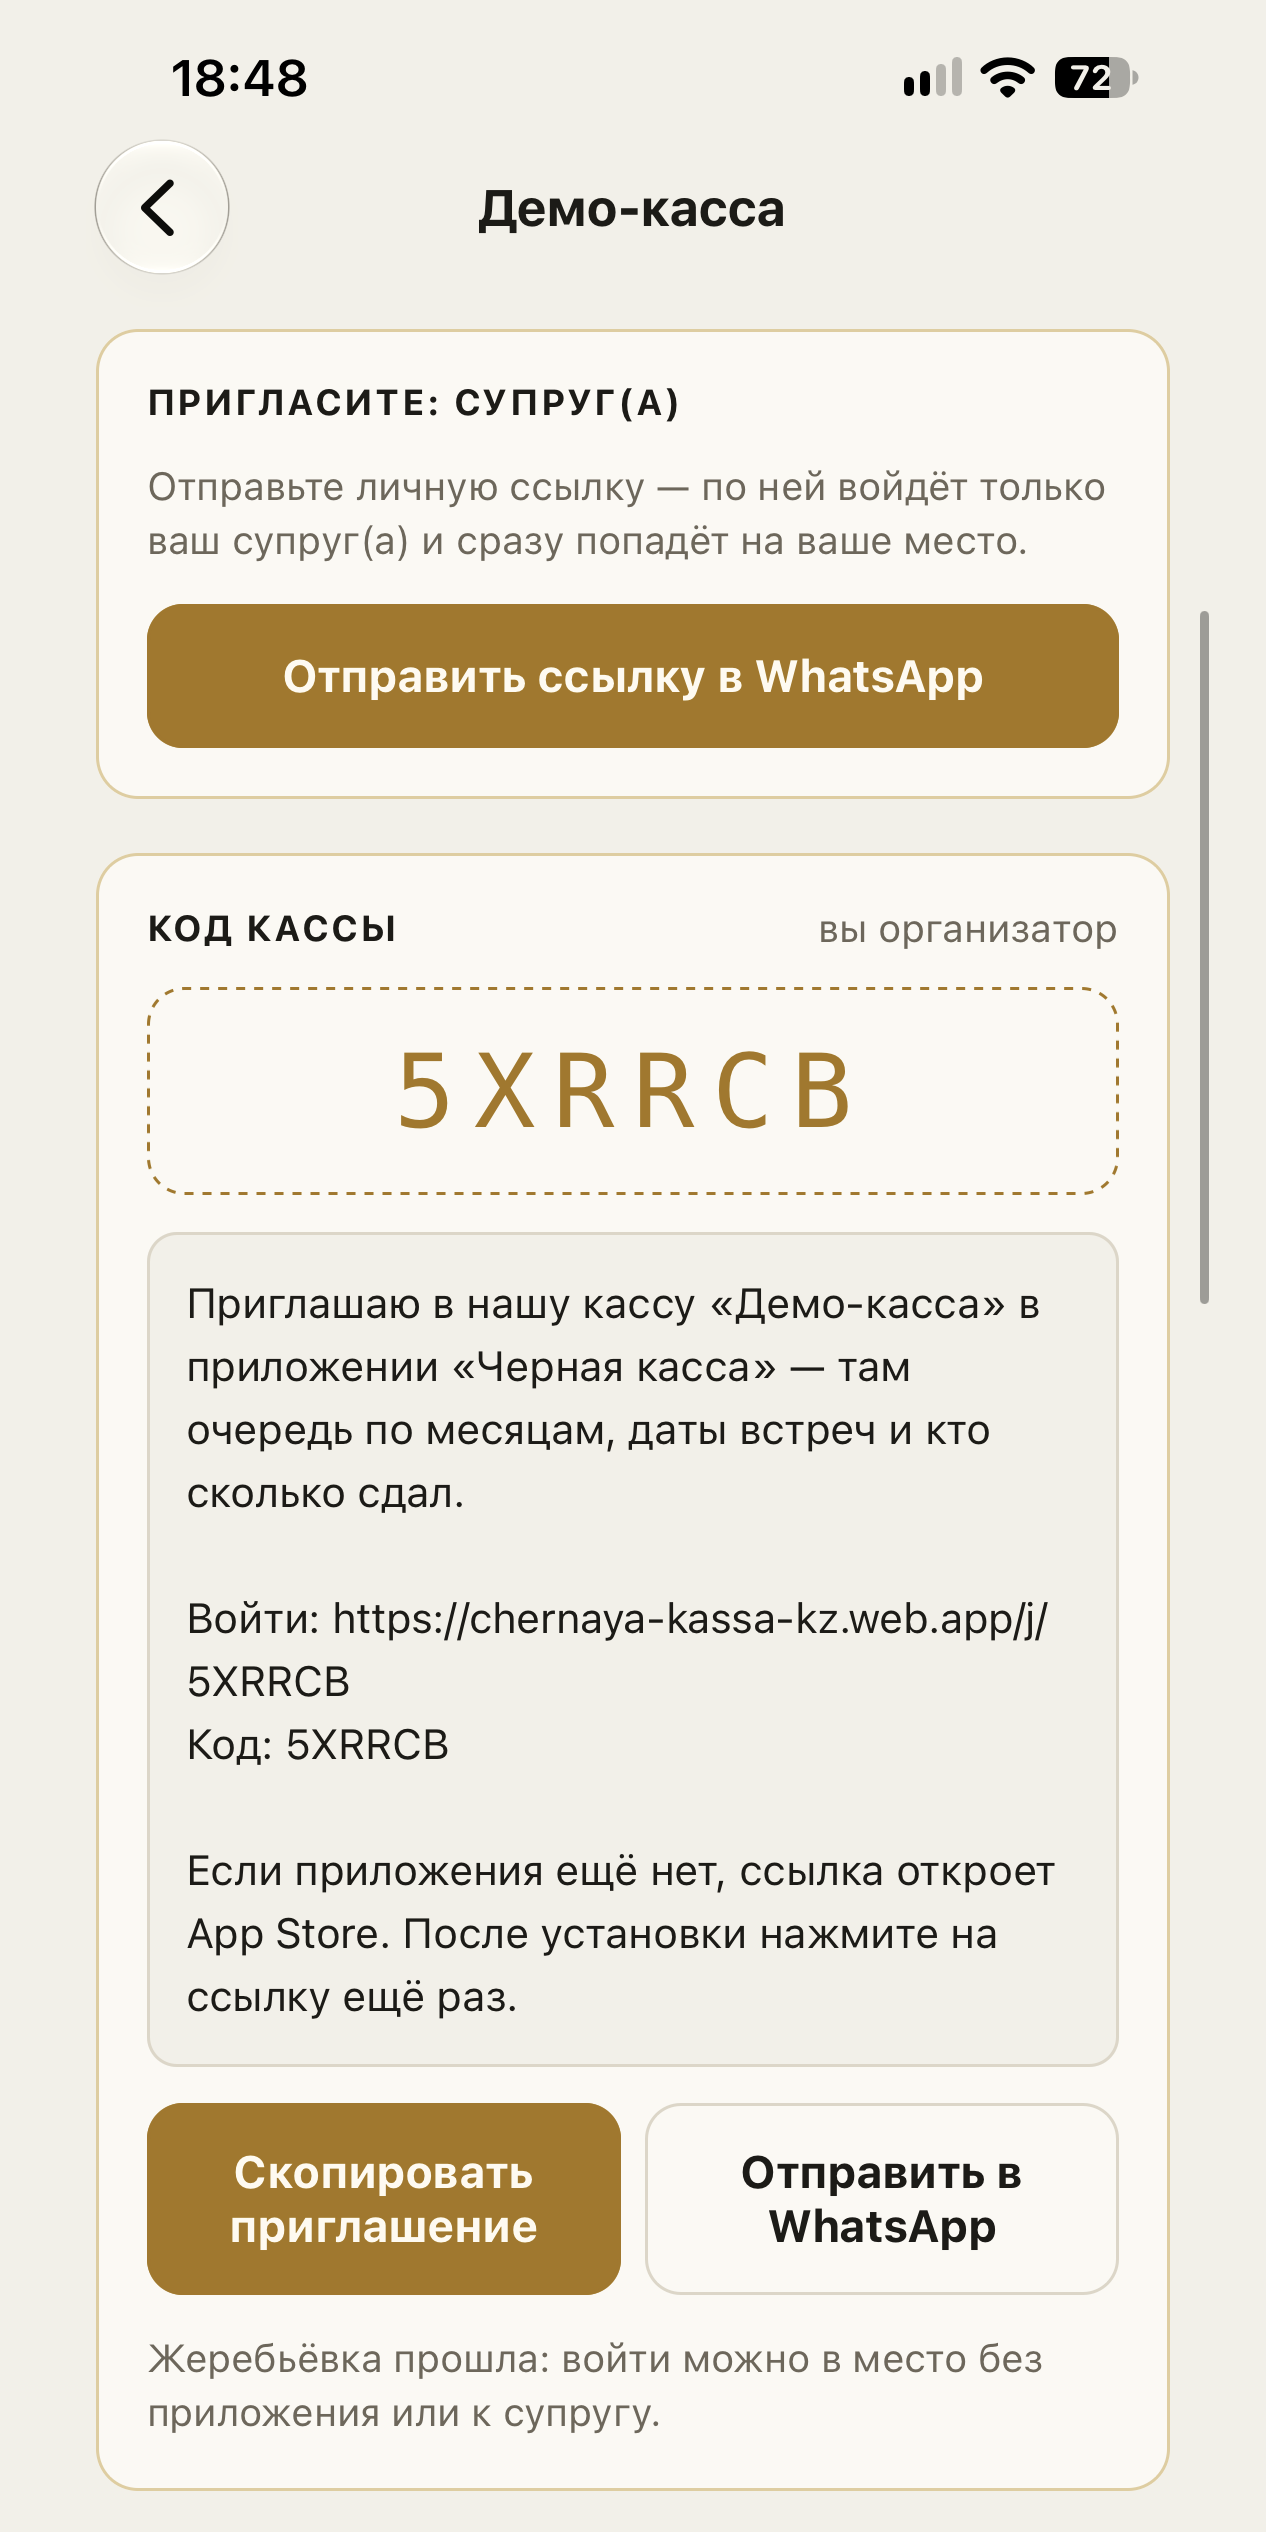 18:48
72
Демо-касса
ПРИГЛАСИТЕ: СУПРУГ(А)
Отправьте личную ссылку — по ней войдёт только
ваш супруг(а) и сразу попадёт на ваше место.
Отправить ссылку в WhatsApp
КОД КАССЫ
вы организатор
5XRRCB
Приглашаю в нашу кассу «Демо-касса» в
приложении «Черная касса» — там
очередь по месяцам, даты встреч и кто
сколько сдал.
Войти: https://chernaya-kassa-kz.web.app/j/
5XRRCB
Код: 5XRRCB
Если приложения ещё нет, ссылка откроет
App Store. После установки нажмите на
ссылку ещё раз.
Скопировать
приглашение
Отправить в
WhatsApp
Жеребьёвка прошла: войти можно в место без
приложения или к супругу.